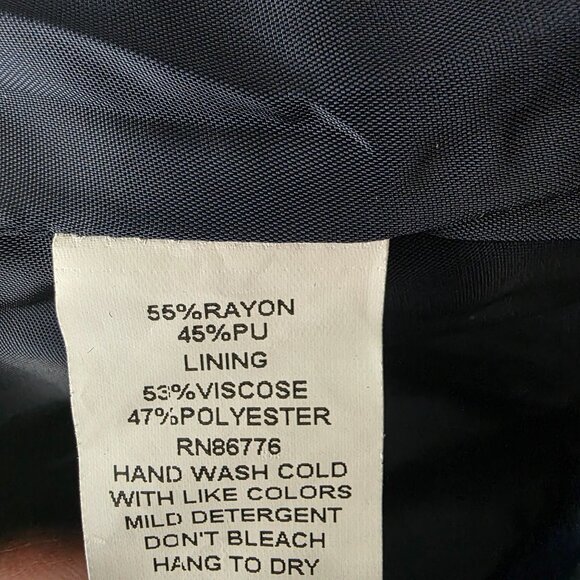 55%RAYON
45%PU
LINING
53%VISCOSE
47%POLYESTER
RN86776
HAND WASH COLD
WITH LIKE COLORS
MILD DETERGENT
DON'T BLEACH
HANG TO DRY